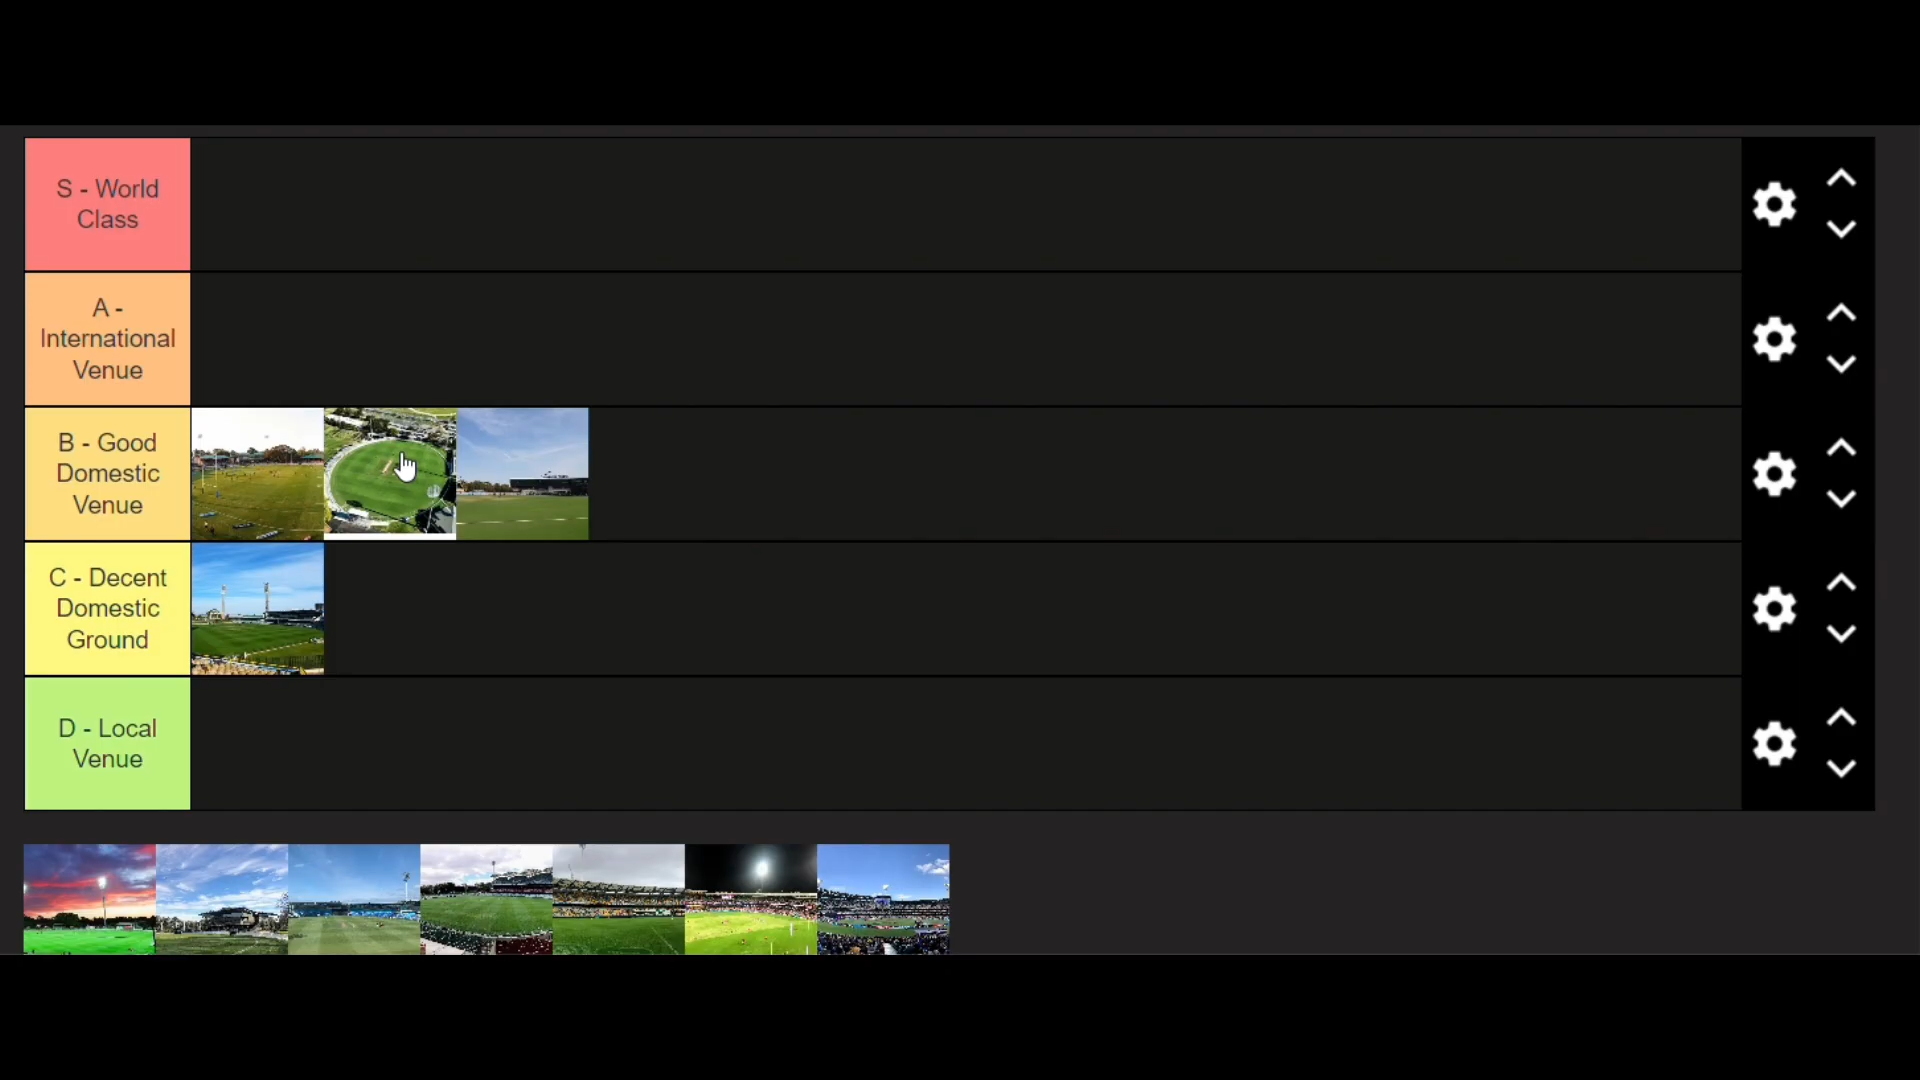 S - World
Class
A -
International
Venue
B - Good
Domestic
Venue
C - Decent
Domestic
Ground
D - Local
Venue